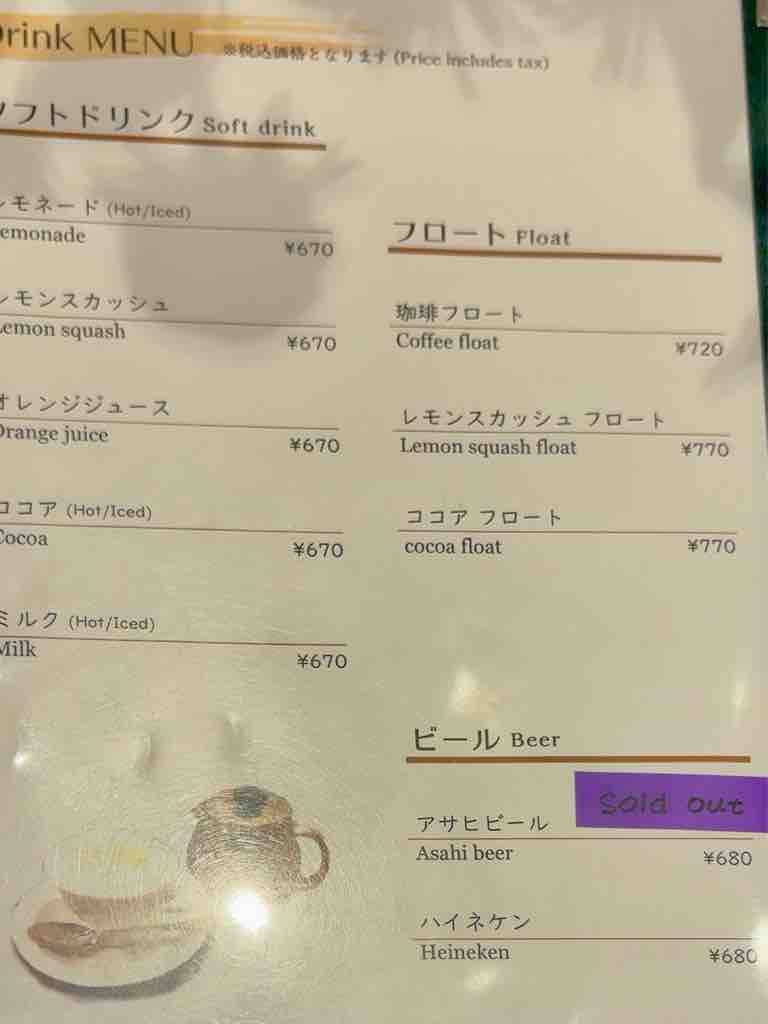 Drink MENU ※税込価格となります (Price includes tax)
ソフトドリンク Soft drink
レモネード (Hot/Iced)
Lemonade ¥670
レモンスカッシュ
Lemon squash ¥670
オレンジジュース
Orange juice ¥670
ココア (Hot/Iced)
Cocoa ¥670
ミルク (Hot/Iced)
Milk ¥670
フロート Float
珈琲フロート
Coffee float ¥720
レモンスカッシュ フロート
Lemon squash float ¥770
ココア フロート
cocoa float ¥770
ビール Beer
Sold out
アサヒビール
Asahi beer ¥680
ハイネケン
Heineken ¥680